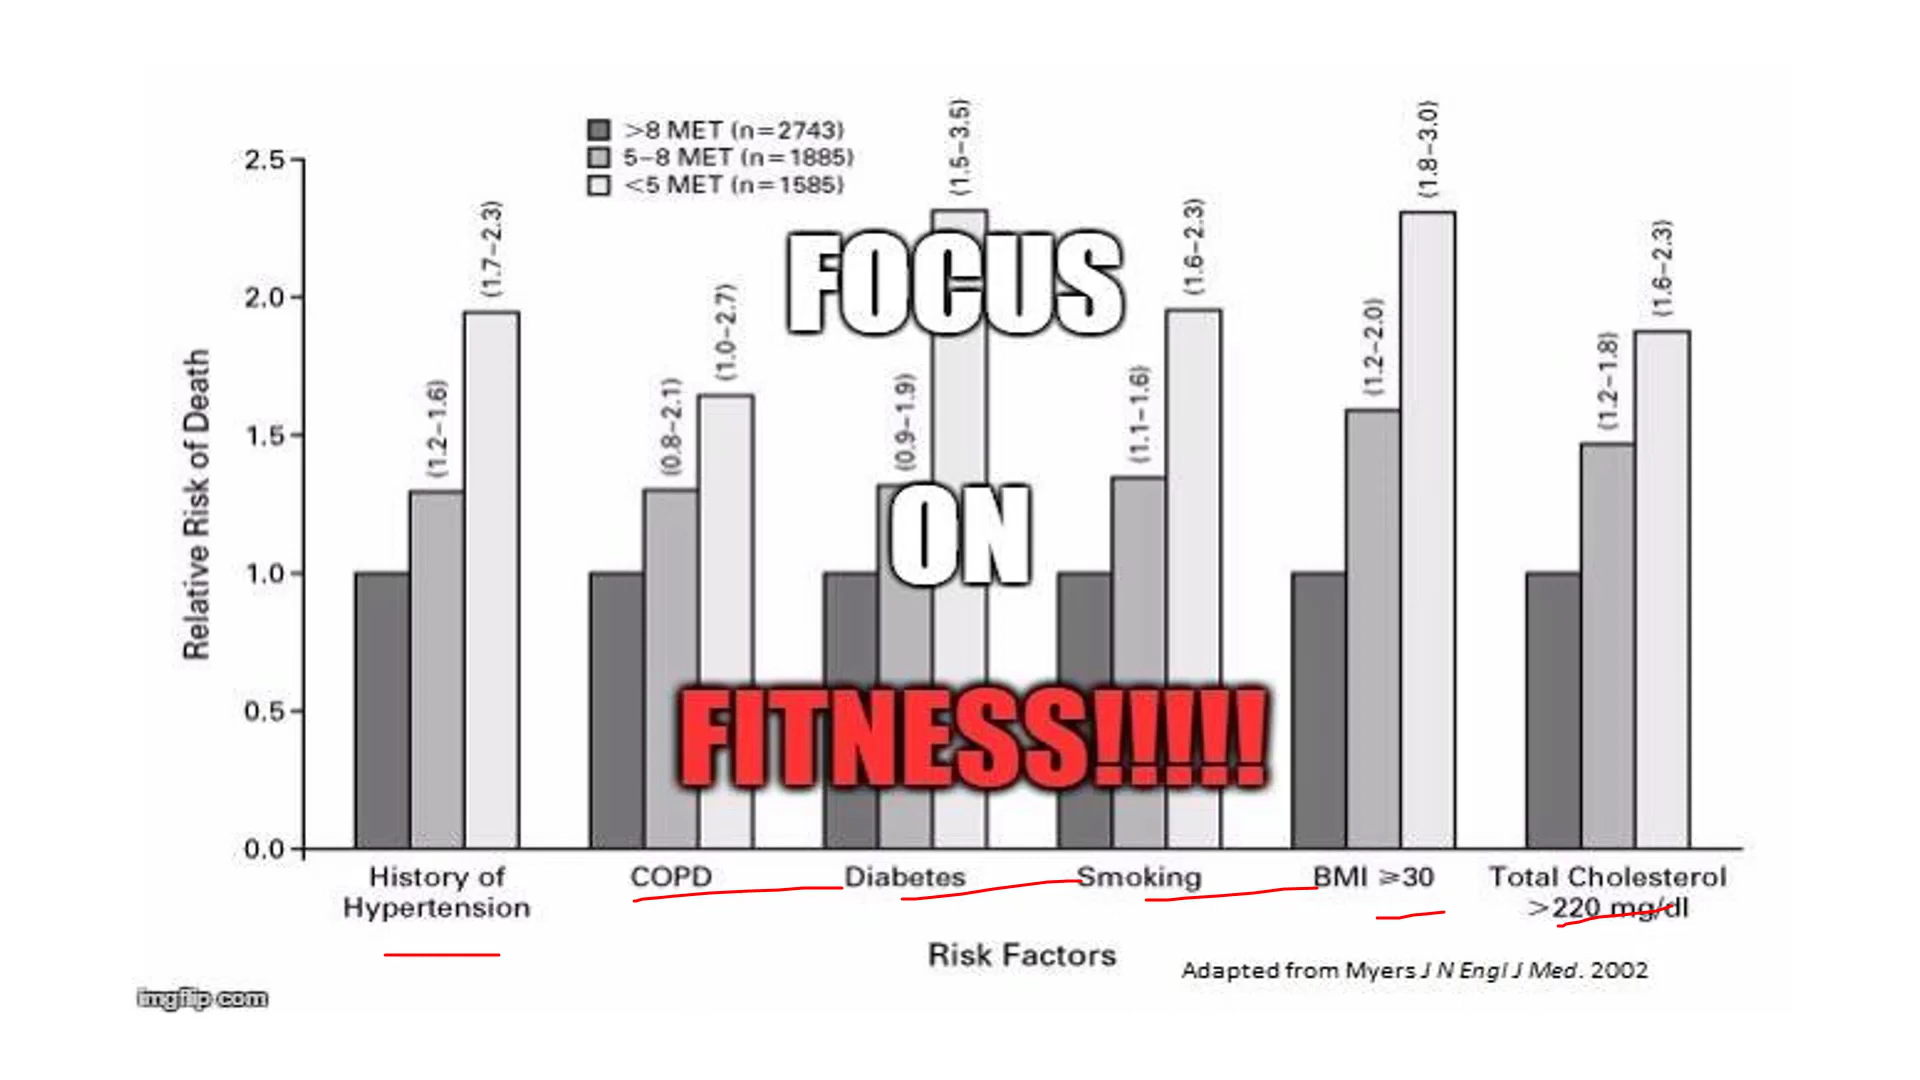 >8 MET (n=2743)
5–8 MET (n=1885)
<5 MET (n=1585)
2.5
2.0
1.5
1.0
0.5
0.0
Relative Risk of Death
(1.2–1.6)
(1.7–2.3)
(0.8–2.1)
(1.0–2.7)
(0.9–1.9)
(1.5–3.5)
(1.1–1.6)
(1.6–2.3)
(1.2–2.0)
(1.8–3.0)
(1.2–1.8)
(1.6–2.3)
FOCUS
ON
FITNESS!!!!!
History of
Hypertension
COPD
Diabetes
Smoking
BMI ⩾30
Total Cholesterol
>220 mg/dl
Risk Factors
Adapted from Myers J N Engl J Med. 2002
imgflip.com